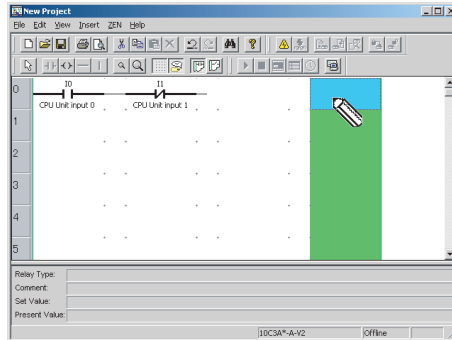 New Project
File Edit View Insert ZEN Help
0 I0 I1
CPU Unit input 0 CPU Unit input 1
1
2
3
4
5
Relay Type:
Comment:
Set Value:
Present Value:
10C3A*-A-V2 Offline